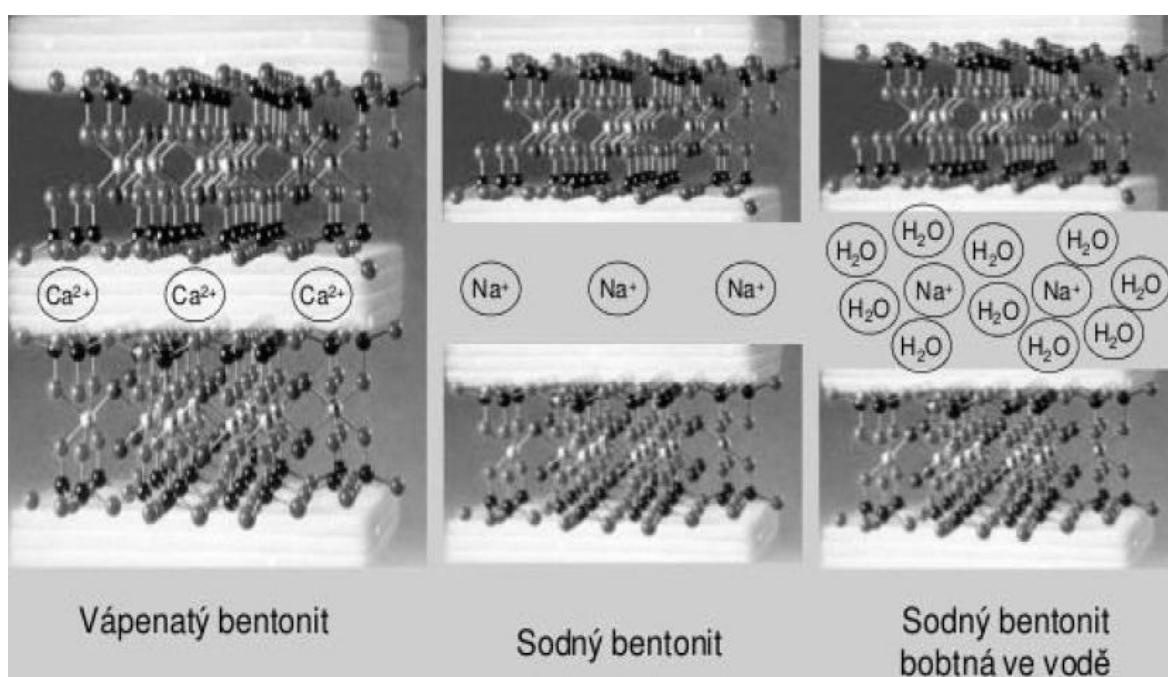 Ca²⁺ Ca²⁺ Ca²⁺
Vápenatý bentonit
Na⁺ Na⁺ Na⁺
Sodný bentonit
H₂O H₂O H₂O H₂O
H₂O Na⁺ H₂O Na⁺ H₂O
H₂O H₂O H₂O
Sodný bentonit
bobtná ve vodě